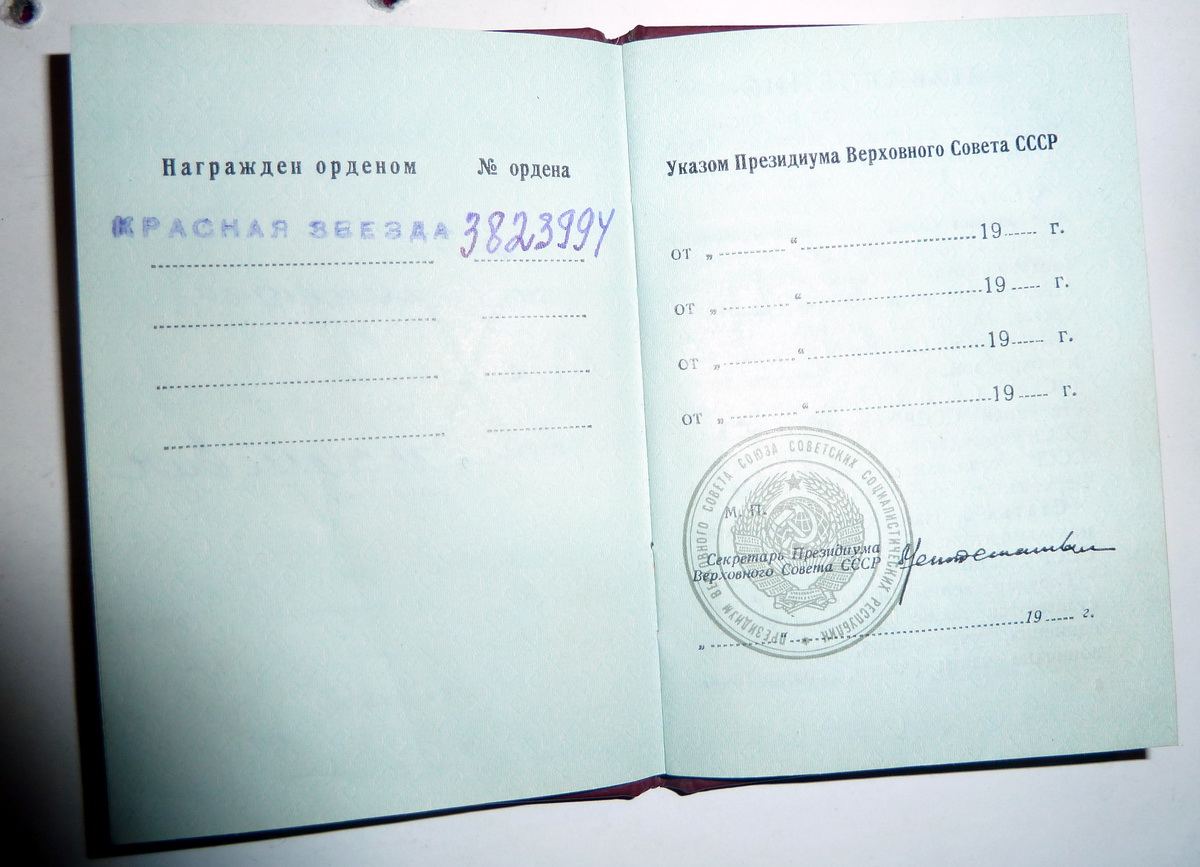 Награжден орденом № ордена
КРАСНАЯ ЗВЕЗДА 3823994
Указом Президиума Верховного Совета СССР
от „ “ 19 г.
от „ “ 19 г.
от „ “ 19 г.
от „ “ 19 г.
ПРЕЗИДИУМ ВЕРХОВНОГО СОВЕТА СОЮЗА СОВЕТСКИХ СОЦИАЛИСТИЧЕСКИХ РЕСПУБЛИК
М. П.
Секретарь Президиума
Верховного Совета СССР
„ “ 19 г.